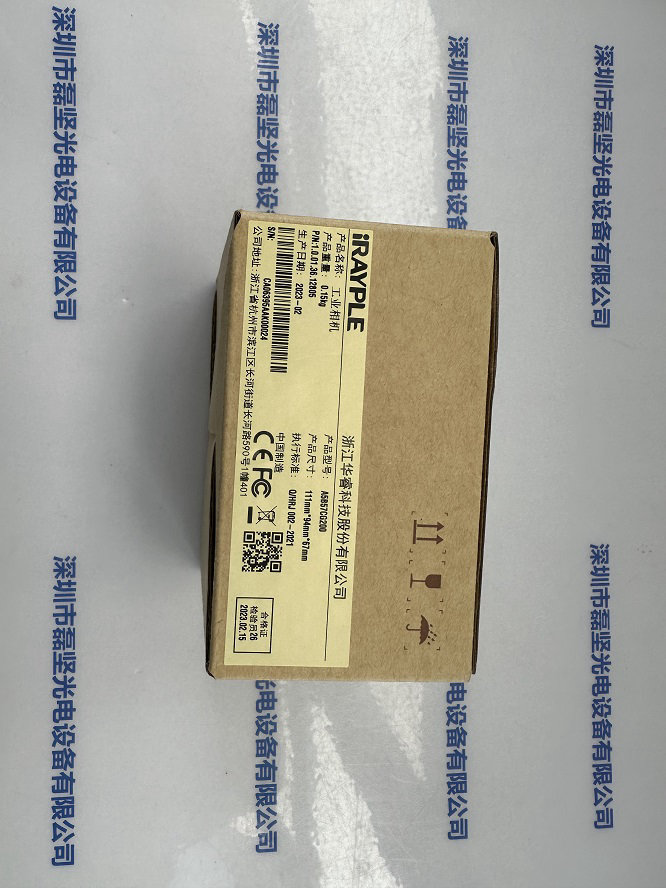 iRAYPLE
浙江华睿科技股份有限公司
产品名称: 工业相机
产品型号: A5B57CG200
产品重量: 0.15kg
产品尺寸: 111mm*94mm*67mm
P/N:1.0.01.36.12005
执行标准: Q/HRJ 002-2021
生产日期: 2023-02
中国制造
S/N:
CA06395AAK00024
CE FC
公司地址: 浙江省杭州市滨江区长河街道长河路590号1幢401
合格证
检验员26
2023.02.15
深圳市磊坚光电设备有限公司
深圳市磊坚光电设备有限公司
深圳市磊坚光电设备有限公司
深圳市磊坚光电设备有限公司
深圳市磊坚光电设备有限公司
光电设备有限公司
光电设备有限公司
深圳市磊坚光电设备有限公司